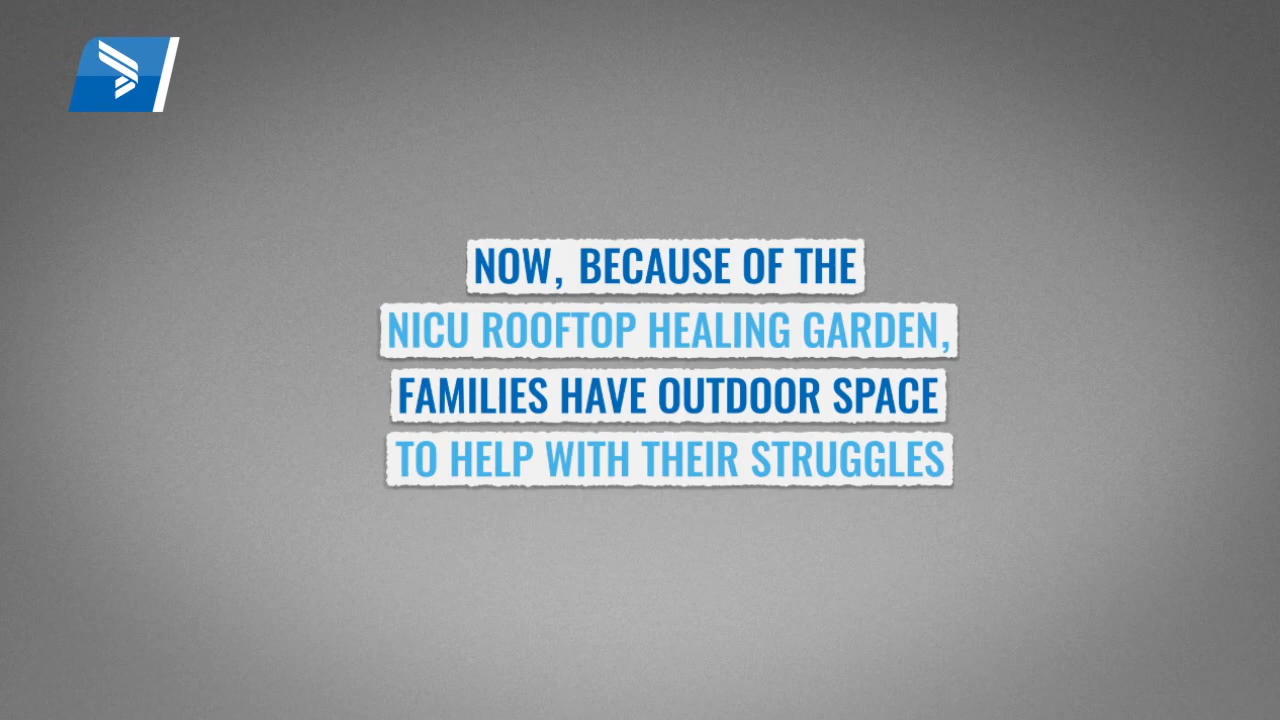 NOW, BECAUSE OF THE
NICU ROOFTOP HEALING GARDEN,
FAMILIES HAVE OUTDOOR SPACE
TO HELP WITH THEIR STRUGGLES